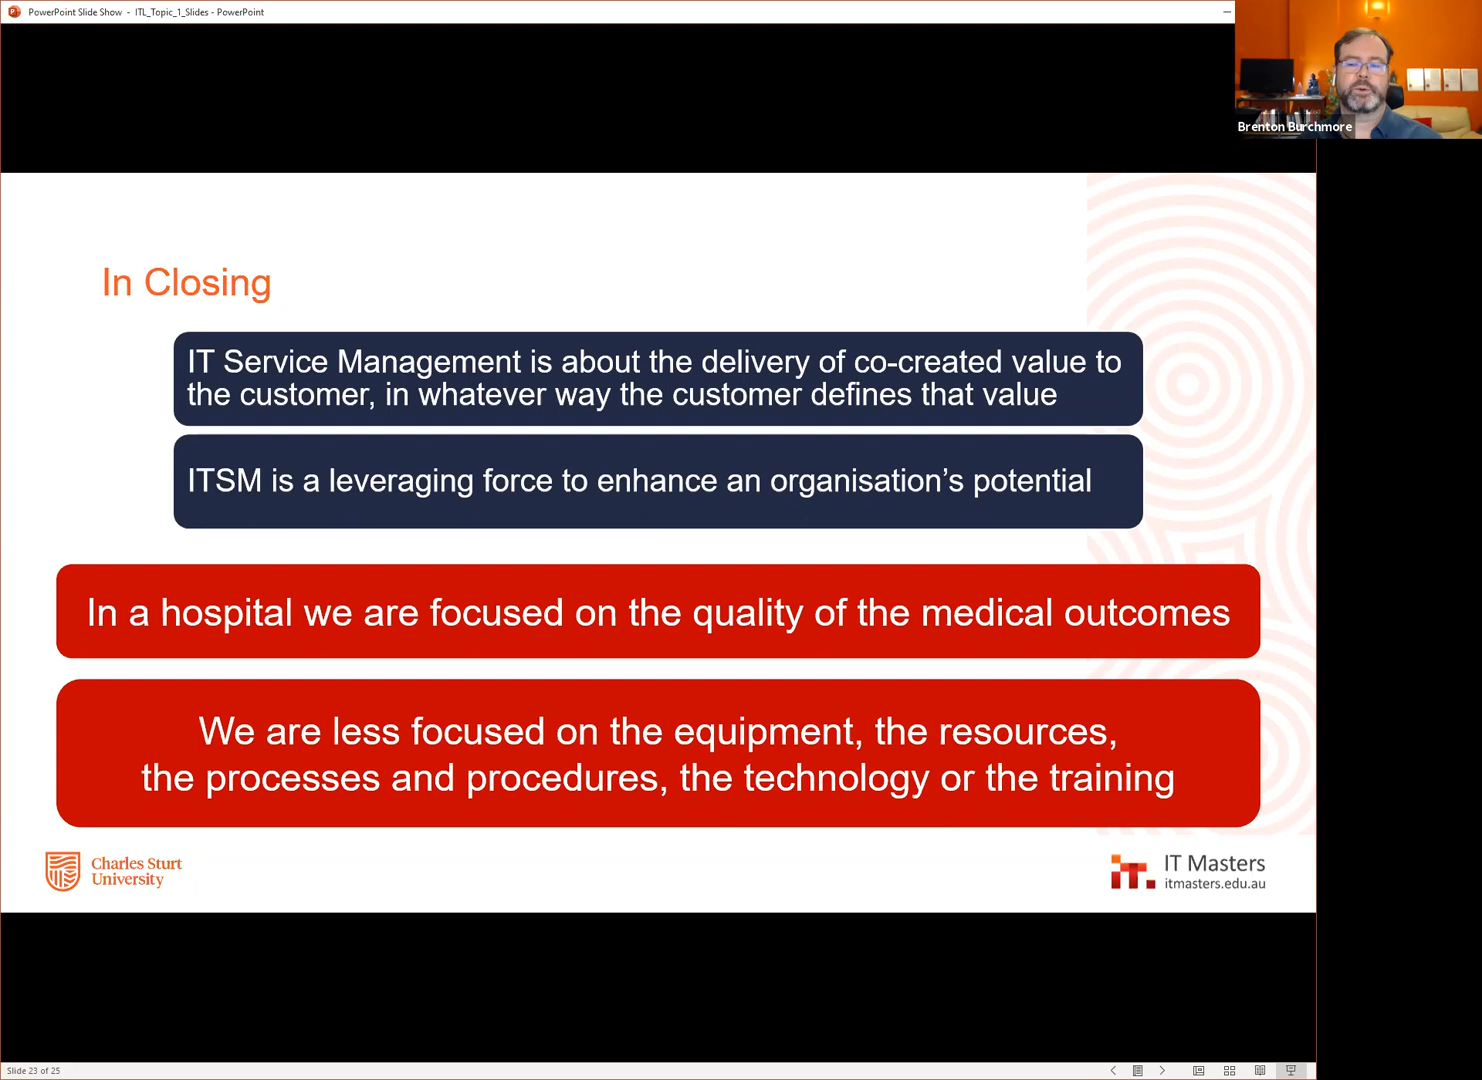 PowerPoint Slide Show - ITL_Topic_1_Slides - PowerPoint
Brenton Burchmore
In Closing
IT Service Management is about the delivery of co-created value to
the customer, in whatever way the customer defines that value
ITSM is a leveraging force to enhance an organisation’s potential
In a hospital we are focused on the quality of the medical outcomes
We are less focused on the equipment, the resources,
the processes and procedures, the technology or the training
Charles Sturt
University
it.
IT Masters
itmasters.edu.au
Slide 23 of 25